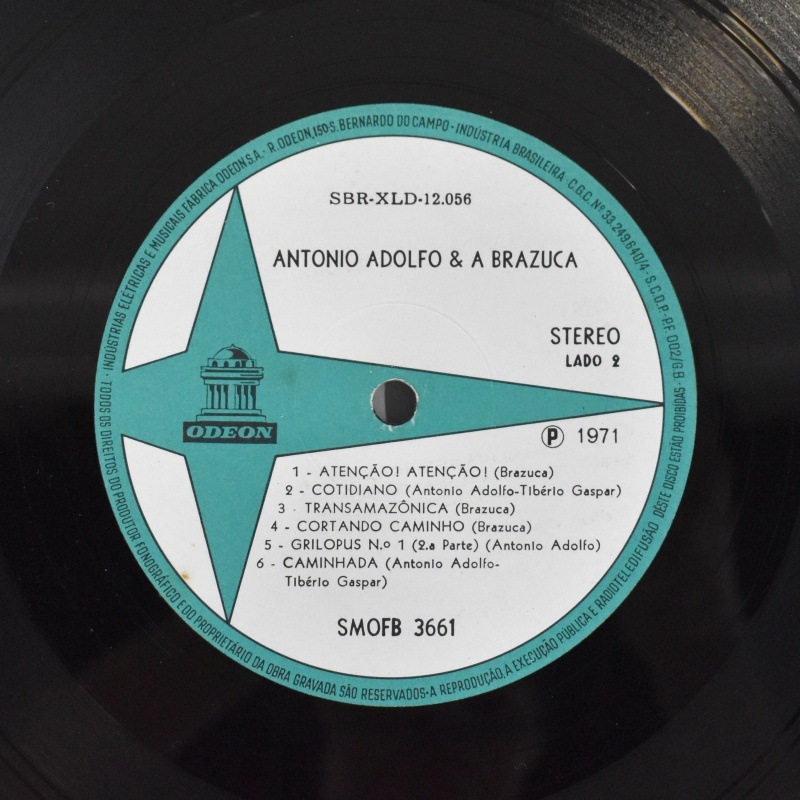 SBR-XLD-12.056
ANTONIO ADOLFO & A BRAZUCA
STEREO
LADO 2
ODEON
Ⓟ 1971
1 - ATENÇÃO! ATENÇÃO! (Brazuca)
2 - COTIDIANO (Antonio Adolfo-Tibério Gaspar)
3 - TRANSAMAZÔNICA (Brazuca)
4 - CORTANDO CAMINHO (Brazuca)
5 - GRILOPUS N.o 1 (2.a Parte) (Antonio Adolfo)
6 - CAMINHADA (Antonio Adolfo-
Tibério Gaspar)
SMOFB 3661
INDÚSTRIAS ELÉTRICAS E MUSICAIS FÁBRICA ODEON S.A. - R. ODEON, 150 S. BERNARDO DO CAMPO - INDÚSTRIA BRASILEIRA - C.G.C. Nº 33.249.640/4 - S.C.D.P.-P.F. 002/GB
TODOS OS DIREITOS DO PRODUTOR FONOGRÁFICO E DO PROPRIETÁRIO DA OBRA GRAVADA SÃO RESERVADOS - A REPRODUÇÃO, A EXECUÇÃO PÚBLICA E RADIOTELEDIFUSÃO DÊSTE DISCO ESTÃO PROIBIDAS